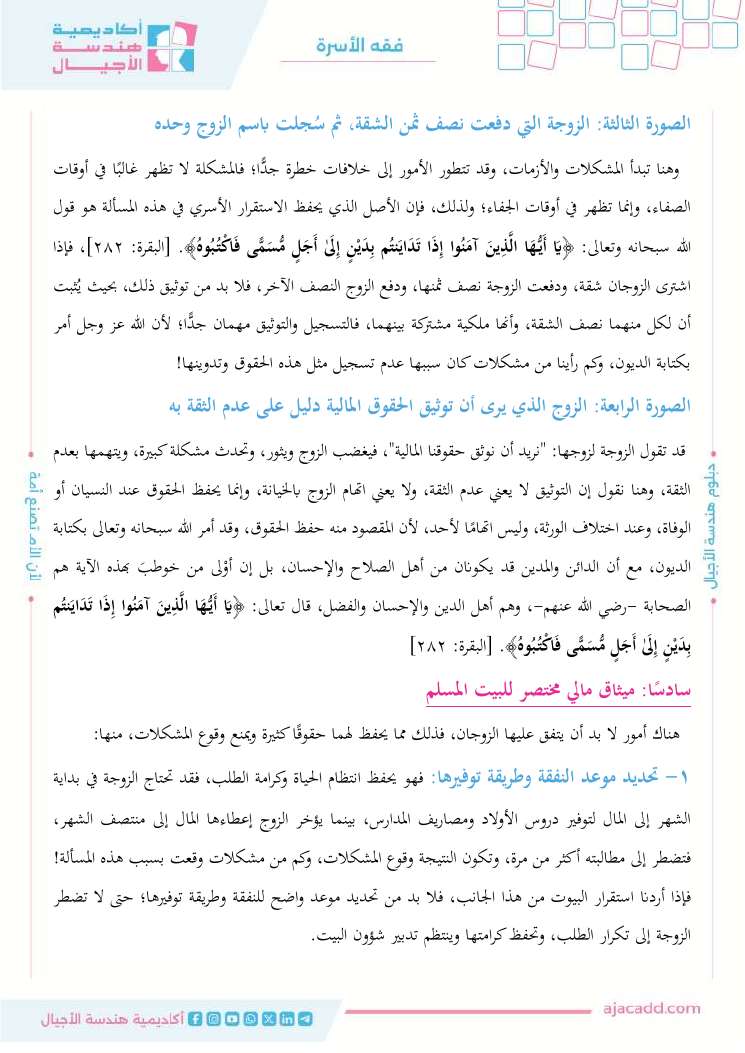 أكاديمية
هندسة
الأجيال
فقه الأسرة
الصورة الثالثة: الزوجة التي دفعت نصف ثمن الشقة، ثم سُجلت باسم الزوج وحده
وهنا تبدأ المشكلات والأزمات، وقد تتطور الأمور إلى خلافات خطرة جدًّا؛ فالمشكلة لا تظهر غالبًا في أوقات
الصفاء، وإنما تظهر في أوقات الجفاء؛ ولذلك، فإن الأصل الذي يحفظ الاستقرار الأسري في هذه المسألة هو قول
الله سبحانه وتعالى: ﴿يَا أَيُّهَا الَّذِينَ آمَنُوا إِذَا تَدَايَنتُم بِدَيْنٍ إِلَىٰ أَجَلٍ مُّسَمًّى فَاكْتُبُوهُ﴾. [البقرة: ٢٨٢]، فإذا
اشترى الزوجان شقة، ودفعت الزوجة نصف ثمنها، ودفع الزوج النصف الآخر، فلا بد من توثيق ذلك، بحيث يُثبت
أن لكل منهما نصف الشقة، وأنها ملكية مشتركة بينهما، فالتسجيل والتوثيق مهمان جدًّا؛ لأن الله عز وجل أمر
بكتابة الديون، وكم رأينا من مشكلات كان سببها عدم تسجيل مثل هذه الحقوق وتدوينها!
الصورة الرابعة: الزوج الذي يرى أن توثيق الحقوق المالية دليل على عدم الثقة به
قد تقول الزوجة لزوجها: "نريد أن نوثق حقوقنا المالية"، فيغضب الزوج ويثور، وتحدث مشكلة كبيرة، ويتهمها بعدم
الثقة، وهنا نقول إن التوثيق لا يعني عدم الثقة، ولا يعني اتهام الزوج بالخيانة، وإنما يحفظ الحقوق عند النسيان أو
الوفاة، وعند اختلاف الورثة، وليس اتهامًا لأحد، لأن المقصود منه حفظ الحقوق، وقد أمر الله سبحانه وتعالى بكتابة
الديون، مع أن الدائن والمدين قد يكونان من أهل الصلاح والإحسان، بل إن أوْلى من خوطبَ بهذه الآية هم
الصحابة -رضي الله عنهم-، وهم أهل الدين والإحسان والفضل، قال تعالى: ﴿يَا أَيُّهَا الَّذِينَ آمَنُوا إِذَا تَدَايَنتُم
بِدَيْنٍ إِلَىٰ أَجَلٍ مُّسَمًّى فَاكْتُبُوهُ﴾. [البقرة: ٢٨٢]
سادسًا: ميثاق مالي مختصر للبيت المسلم
هناك أمور لا بد أن يتفق عليها الزوجان، فذلك مما يحفظ لهما حقوقًا كثيرة ويمنع وقوع المشكلات، منها:
١- تحديد موعد النفقة وطريقة توفيرها: فهو يحفظ انتظام الحياة وكرامة الطلب، فقد تحتاج الزوجة في بداية
الشهر إلى المال لتوفير دروس الأولاد ومصاريف المدارس، بينما يؤخر الزوج إعطاءها المال إلى منتصف الشهر،
فتضطر إلى مطالبته أكثر من مرة، وتكون النتيجة وقوع المشكلات، وكم من مشكلات وقعت بسبب هذه المسألة!
فإذا أردنا استقرار البيوت من هذا الجانب، فلا بد من تحديد موعد واضح للنفقة وطريقة توفيرها؛ حتى لا تضطر
الزوجة إلى تكرار الطلب، وتحفظ كرامتها وينتظم تدبير شؤون البيت.
دبلوم هندسة الأجيال
لأن الأم تصنع أمة
ajacadd.com
أكاديمية هندسة الأجيال